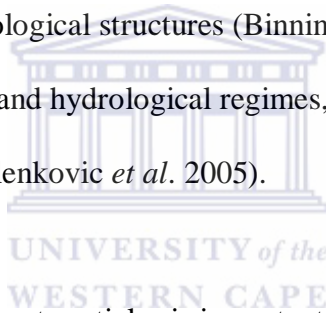 ological structures (Binnin
and hydrological regimes,
enkovic et al. 2005).
UNIVERSITY of the
WESTERN CAPE